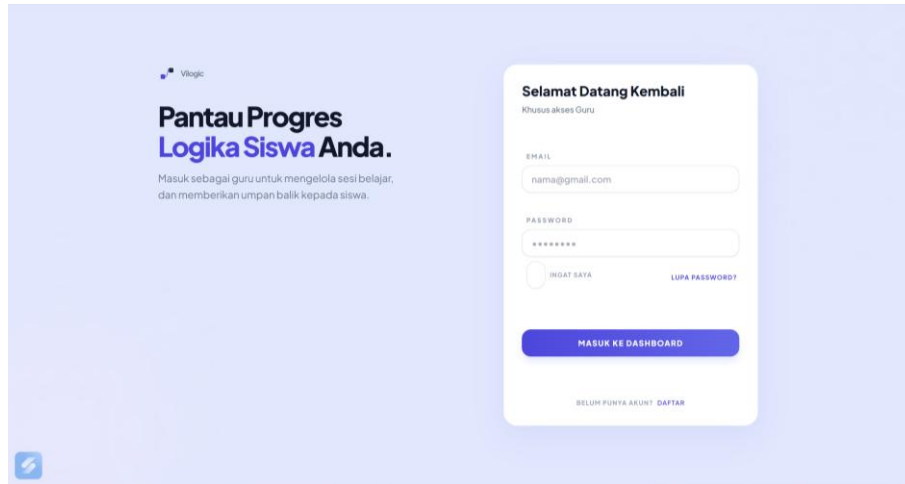 Vilogic
Pantau Progres
Logika Siswa Anda.
Masuk sebagai guru untuk mengelola sesi belajar,
dan memberikan umpan balik kepada siswa.
Selamat Datang Kembali
Khusus akses Guru
EMAIL
nama@gmail.com
PASSWORD
INGAT SAYA
LUPA PASSWORD?
MASUK KE DASHBOARD
BELUM PUNYA AKUN? DAFTAR